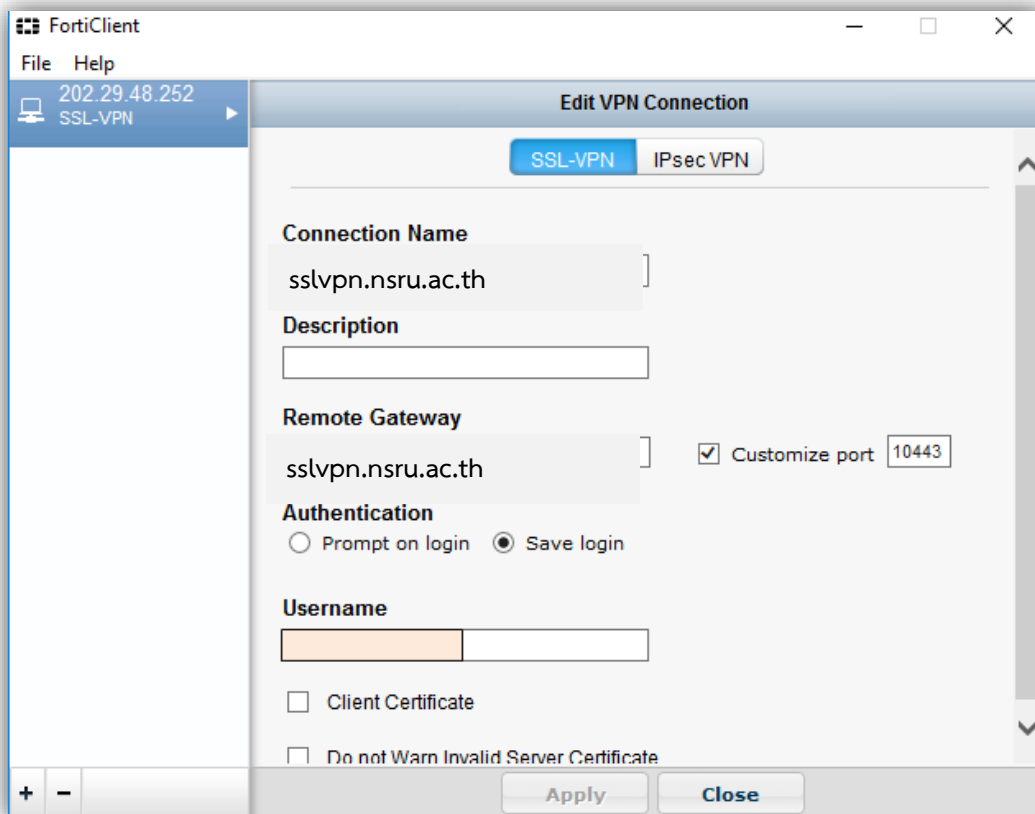 FortiClient
File Help
202.29.48.252
SSL-VPN
Edit VPN Connection
SSL-VPN IPsec VPN
Connection Name
sslvpn.nsru.ac.th
Description
Remote Gateway
sslvpn.nsru.ac.th
Customize port 10443
Authentication
Prompt on login Save login
Username
Client Certificate
Do not Warn Invalid Server Certificate
+ -
Apply Close